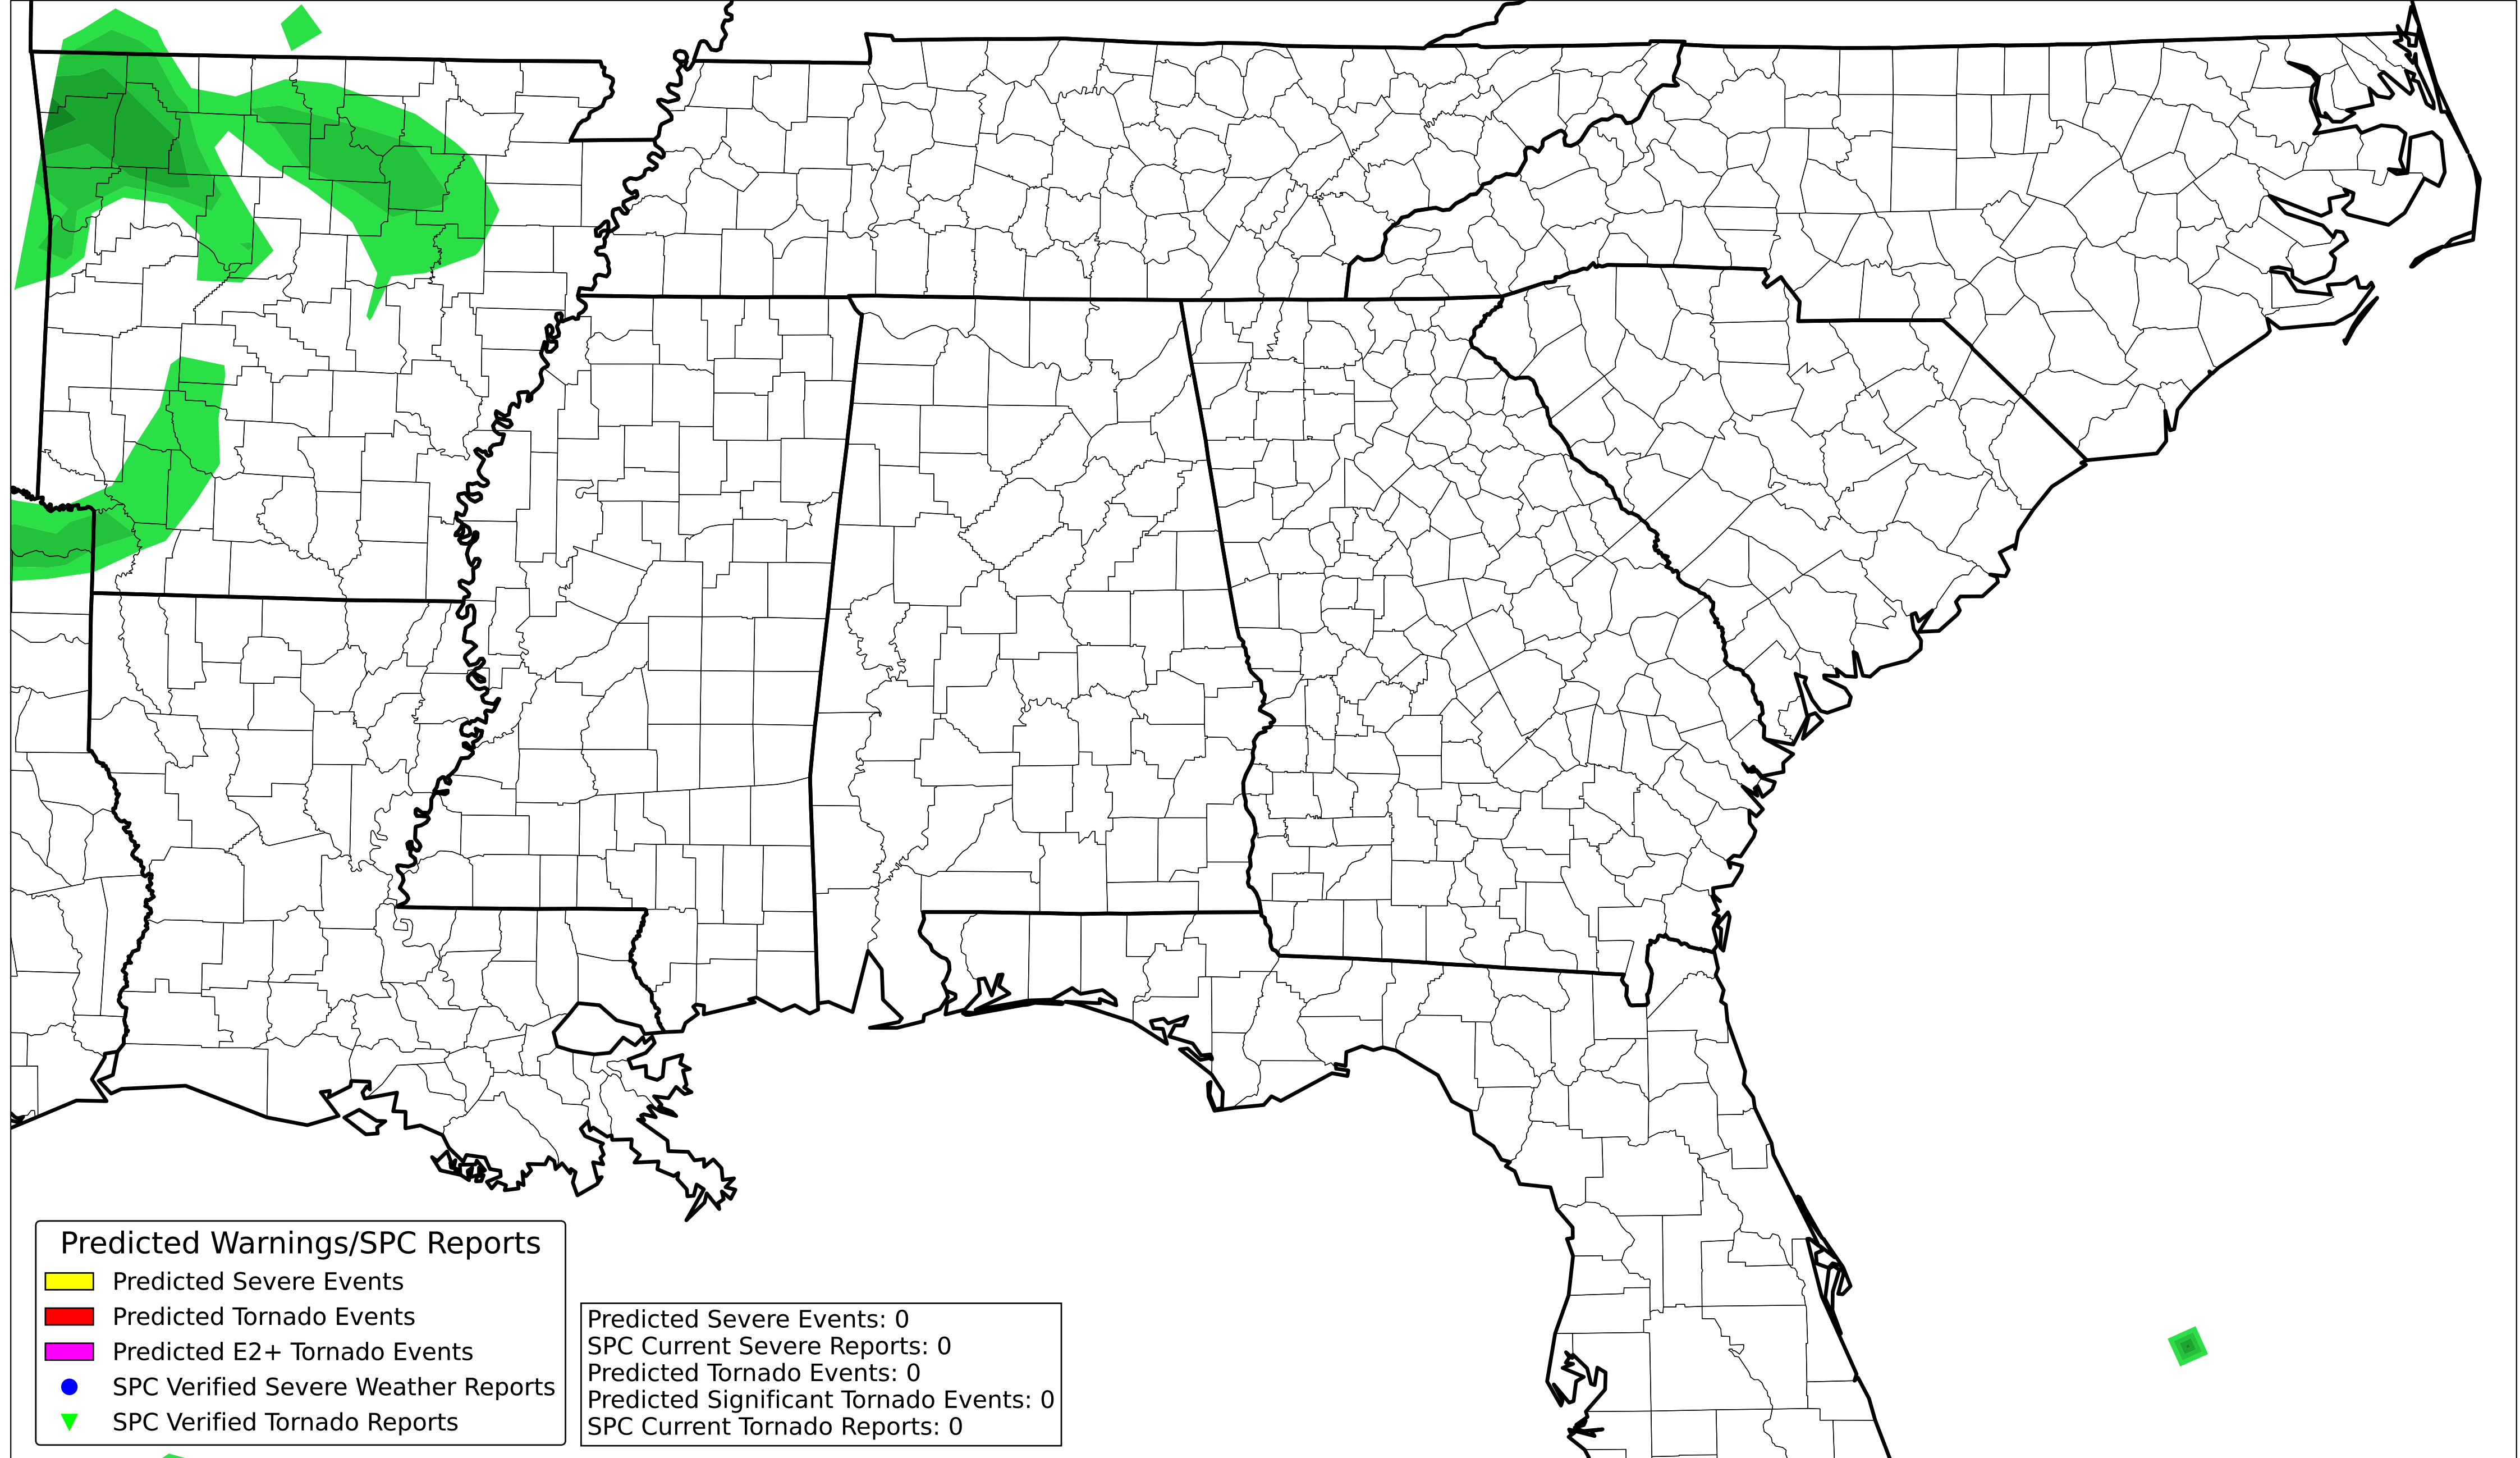 Predicted Warnings/SPC Reports
Predicted Severe Events
Predicted Tornado Events
Predicted E2+ Tornado Events
SPC Verified Severe Weather Reports
SPC Verified Tornado Reports
Predicted Severe Events: 0
SPC Current Severe Reports: 0
Predicted Tornado Events: 0
Predicted Significant Tornado Events: 0
SPC Current Tornado Reports: 0